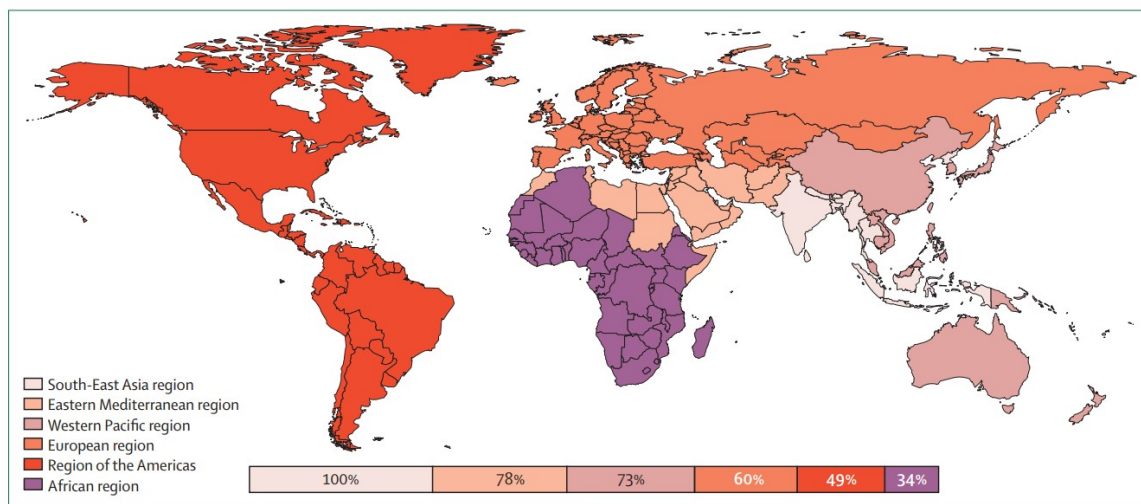 South-East Asia region
Eastern Mediterranean region
Western Pacific region
European region
Region of the Americas
African region
100% 78% 73% 60% 49% 34%